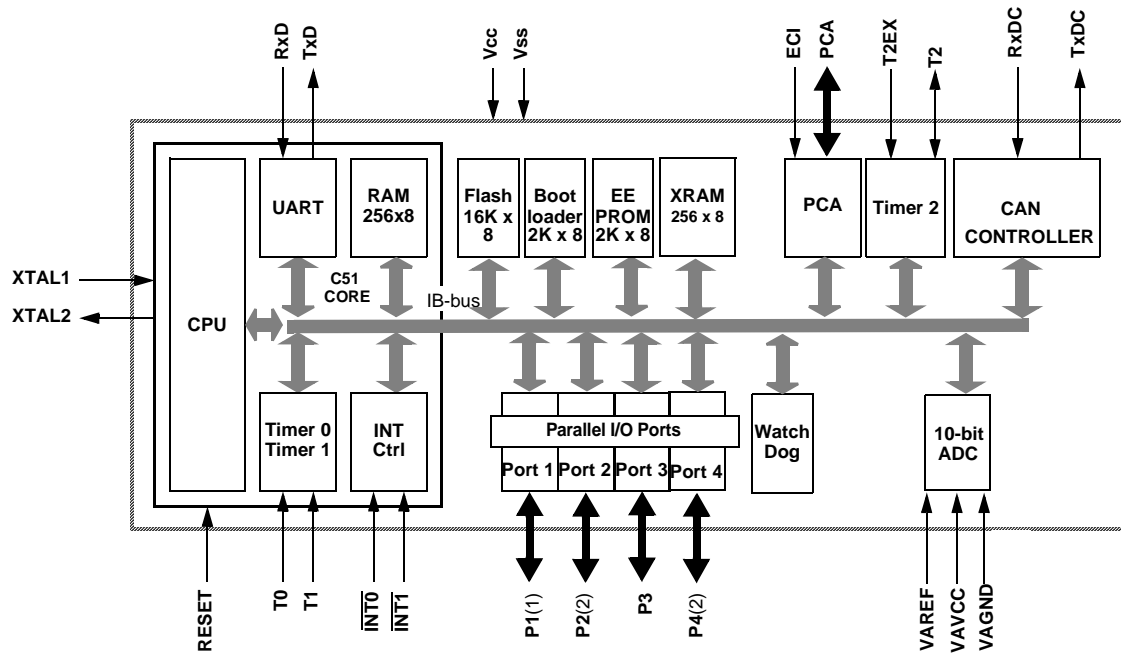 RxD
TxD
Vcc
Vss
ECI
PCA
T2EX
T2
RxDC
TxDC
XTAL1
XTAL2
CPU
UART
RAM
256x8
C51
CORE
IB-bus
Flash
16K x
8
Boot
loader
2K x 8
EE
PROM
2K x 8
XRAM
256 x 8
PCA
Timer 2
CAN
CONTROLLER
Timer 0
Timer 1
INT
Ctrl
Parallel I/O Ports
Port 1
Port 2
Port 3
Port 4
Watch
Dog
10-bit
ADC
RESET
T0
T1
INT0
INT1
P1(1)
P2(2)
P3
P4(2)
VAREF
VAVCC
VAGND